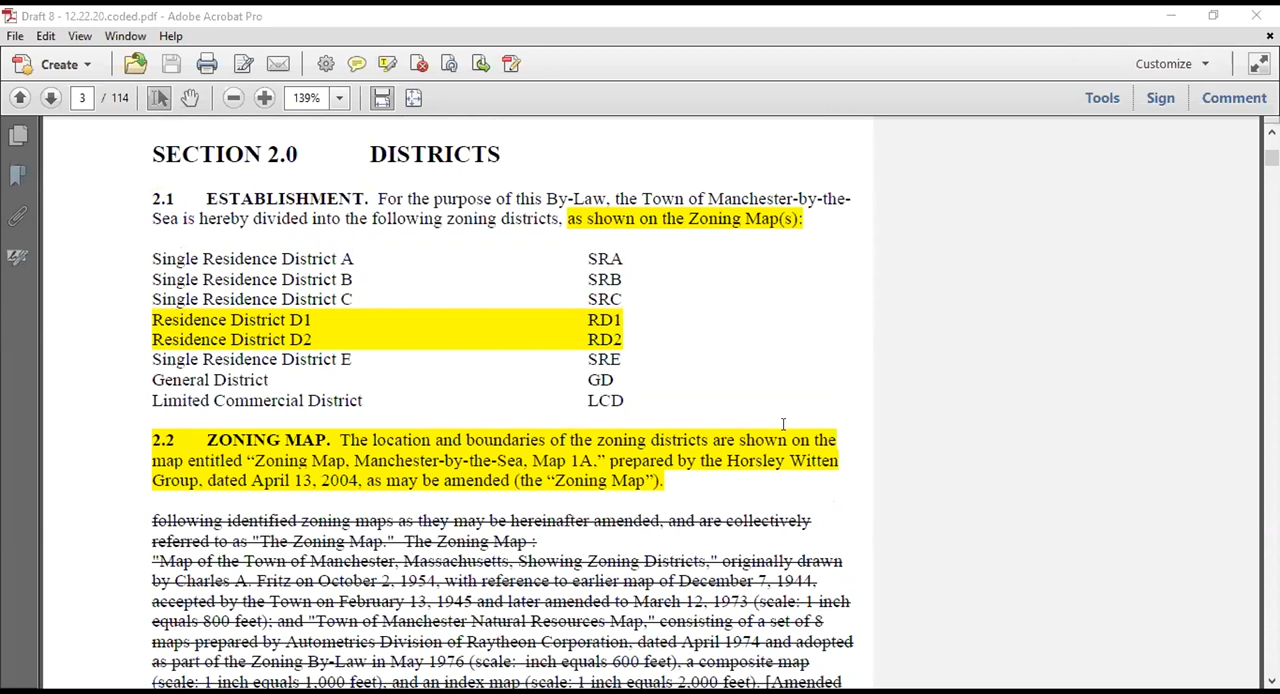 Draft 8 - 12.22.20.coded.pdf - Adobe Acrobat Pro
File Edit View Window Help
Create Customize
3 / 114 139% Tools Sign Comment
SECTION 2.0 DISTRICTS
2.1 ESTABLISHMENT. For the purpose of this By-Law, the Town of Manchester-by-the-
Sea is hereby divided into the following zoning districts, as shown on the Zoning Map(s):
Single Residence District A SRA
Single Residence District B SRB
Single Residence District C SRC
Residence District D1 RD1
Residence District D2 RD2
Single Residence District E SRE
General District GD
Limited Commercial District LCD
2.2 ZONING MAP. The location and boundaries of the zoning districts are shown on the
map entitled “Zoning Map, Manchester-by-the-Sea, Map 1A,” prepared by the Horsley Witten
Group, dated April 13, 2004, as may be amended (the “Zoning Map”).
following identified zoning maps as they may be hereinafter amended, and are collectively
referred to as "The Zoning Map." The Zoning Map :
"Map of the Town of Manchester, Massachusetts, Showing Zoning Districts," originally drawn
by Charles A. Fritz on October 2, 1954, with reference to earlier map of December 7, 1944,
accepted by the Town on February 13, 1945 and later amended to March 12, 1973 (scale: 1 inch
equals 800 feet); and "Town of Manchester Natural Resources Map," consisting of a set of 8
maps prepared by Autometrics Division of Raytheon Corporation, dated April 1974 and adopted
as part of the Zoning By-Law in May 1976 (scale: inch equals 600 feet), a composite map
(scale: 1 inch equals 1,000 feet), and an index map (scale: 1 inch equals 2,000 feet). [Amended